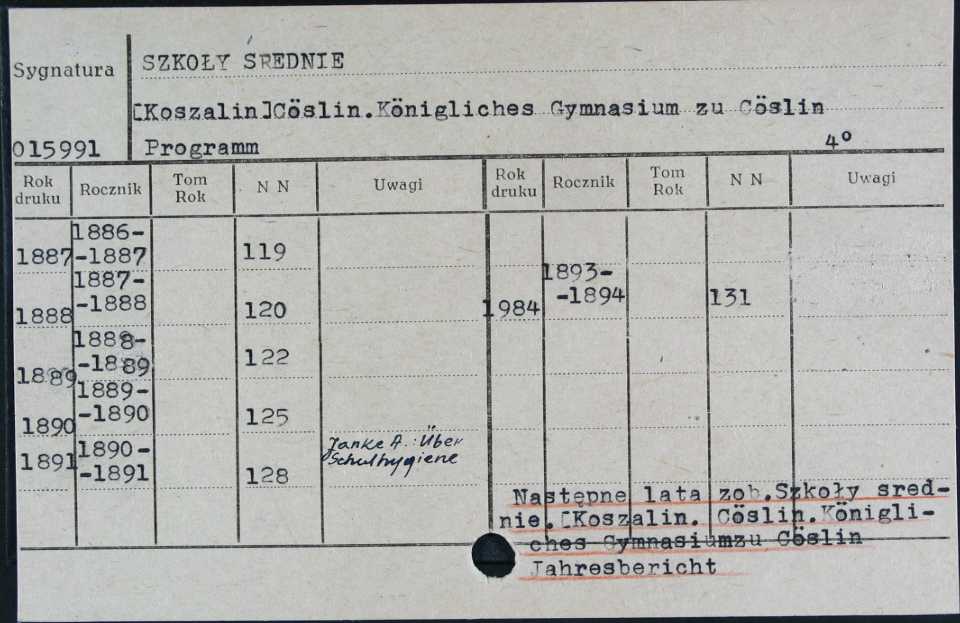 SZKOŁY ŚREDNIE
Sygnatura
[Koszalin]Cöslin.Königliches Gymnasium zu Cöslin
015991 Programm 4°
Rok druku Rocznik Tom Rok N N Uwagi Rok druku Rocznik Tom Rok N N Uwagi
1887 1886--1887 119
1888 1887--1888 120 1984 1893--1894 131
1889 1888--1889 122
1890 1889--1890 125
1891 1890--1891 128 Janke A.: Über Schulhygiene
Następne lata zob.Szkoły sred-
nie.[Koszalin. Cöslin.Königli-
ches Gymnasiumzu Cöslin
Jahresbericht